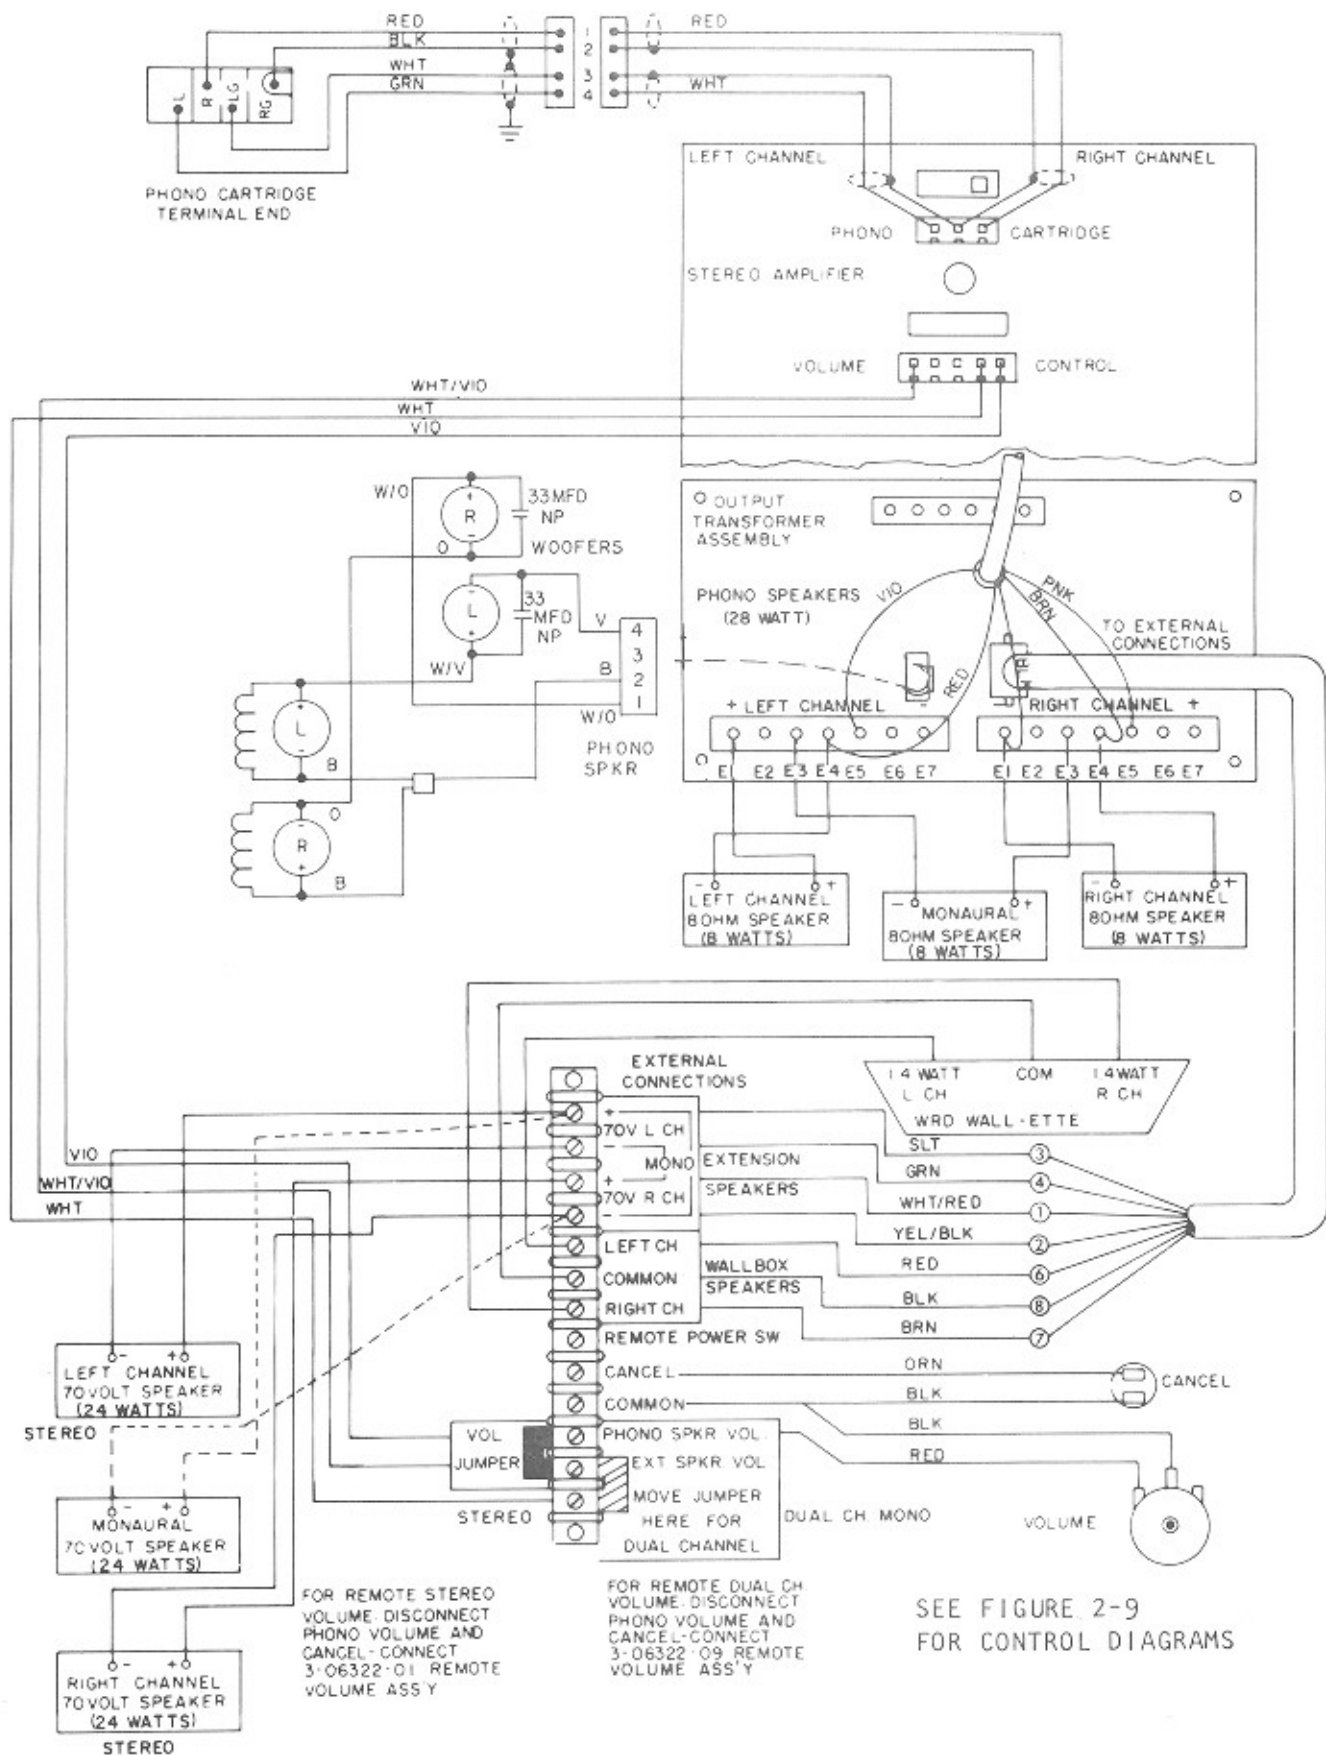 RED
BLK
WHT
GRN
1
2
3
4
RED
WHT
L
R
LG
RG
PHONO CARTRIDGE
TERMINAL END
LEFT CHANNEL
RIGHT CHANNEL
PHONO
CARTRIDGE
STEREO AMPLIFIER
VOLUME
CONTROL
WHT/VIO
WHT
VIO
W/O
+
R
-
33MFD
NP
O
WOOFERS
-
L
+
33
MFD
NP
V
W/V
B
W/O
4
3
2
1
PHONO
SPKR
+
L
-
B
O
-
R
+
B
OUTPUT
TRANSFORMER
ASSEMBLY
PHONO SPEAKERS
(28 WATT)
VIO
PNK
BRN
RED
TO EXTERNAL
CONNECTIONS
+ LEFT CHANNEL -
- RIGHT CHANNEL +
E1 E2 E3 E4 E5 E6 E7
E1 E2 E3 E4 E5 E6 E7
- +
LEFT CHANNEL
8OHM SPEAKER
(8 WATTS)
- +
MONAURAL
8OHM SPEAKER
(8 WATTS)
- +
RIGHT CHANNEL
8OHM SPEAKER
(8 WATTS)
EXTERNAL
CONNECTIONS
1.4 WATT
L CH
COM
1.4WATT
R CH
WRD WALL-ETTE
+
70V L CH
-
MONO
+
70V R CH
-
EXTENSION
SPEAKERS
LEFT CH
COMMON
RIGHT CH
WALLBOX
SPEAKERS
REMOTE POWER SW
CANCEL
COMMON
PHONO SPKR VOL.
EXT SPKR VOL
MOVE JUMPER
HERE FOR
DUAL CHANNEL
DUAL CH. MONO
SLT 3
GRN 4
WHT/RED 1
YEL/BLK 2
RED 6
BLK 8
BRN 7
ORN
BLK
CANCEL
BLK
RED
VOLUME
VIO
WHT/VIO
WHT
VOL
JUMPER
STEREO
- +
LEFT CHANNEL
70VOLT SPEAKER
(24 WATTS)
STEREO
- +
MONAURAL
70VOLT SPEAKER
(24 WATTS)
- +
RIGHT CHANNEL
70VOLT SPEAKER
(24 WATTS)
STEREO
FOR REMOTE STEREO
VOLUME DISCONNECT
PHONO VOLUME AND
CANCEL-CONNECT
3-06322-01 REMOTE
VOLUME ASS'Y
FOR REMOTE DUAL CH
VOLUME DISCONNECT
PHONO VOLUME AND
CANCEL-CONNECT
3-06322-09 REMOTE
VOLUME ASS'Y
SEE FIGURE 2-9
FOR CONTROL DIAGRAMS